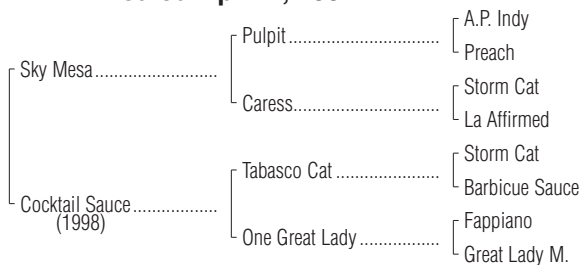 A.P. Indy
Pulpit
Preach
Sky Mesa
Storm Cat
Caress
La Affirmed
Storm Cat
Tabasco Cat
Barbicue Sauce
Cocktail Sauce
(1998)
Fappiano
One Great Lady
Great Lady M.